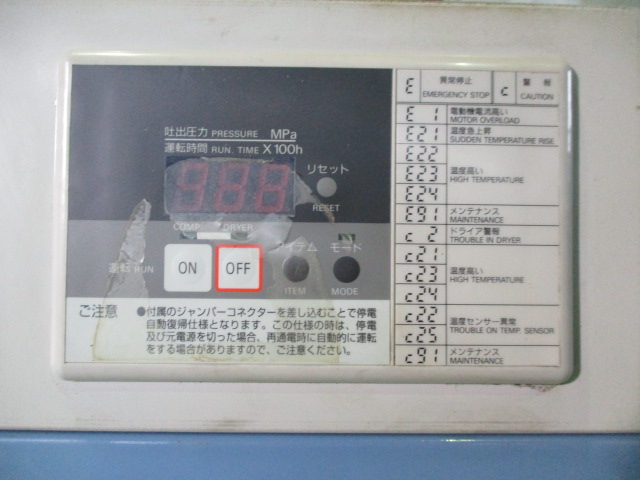 吐出圧力 PRESSURE MPa
運転時間 RUN. TIME X100h
888
リセット
RESET
COMP. DRYER
運転 RUN ON OFF
アイテム
ITEM
モード
MODE
ご注意
●付属のジャンパーコネクターを差し込むことで停電
自動復帰仕様となります。この仕様の時は、停電
及び元電源を切った場合、再通電時に自動的に運転
をする場合がありますので、ご注意ください。
E 異常停止 EMERGENCY STOP
c 警報 CAUTION
E 1 電動機電流高い
MOTOR OVERLOAD
E21 温度急上昇
SUDDEN TEMPERATURE RISE
E22
E23 温度高い
HIGH TEMPERATURE
E24
E91 メンテナンス
MAINTENANCE
c 2 ドライア警報
TROUBLE IN DRYER
c21
c23 温度高い
HIGH TEMPERATURE
c24
c22 温度センサー異常
TROUBLE ON TEMP. SENSOR
c25
c91 メンテナンス
MAINTENANCE